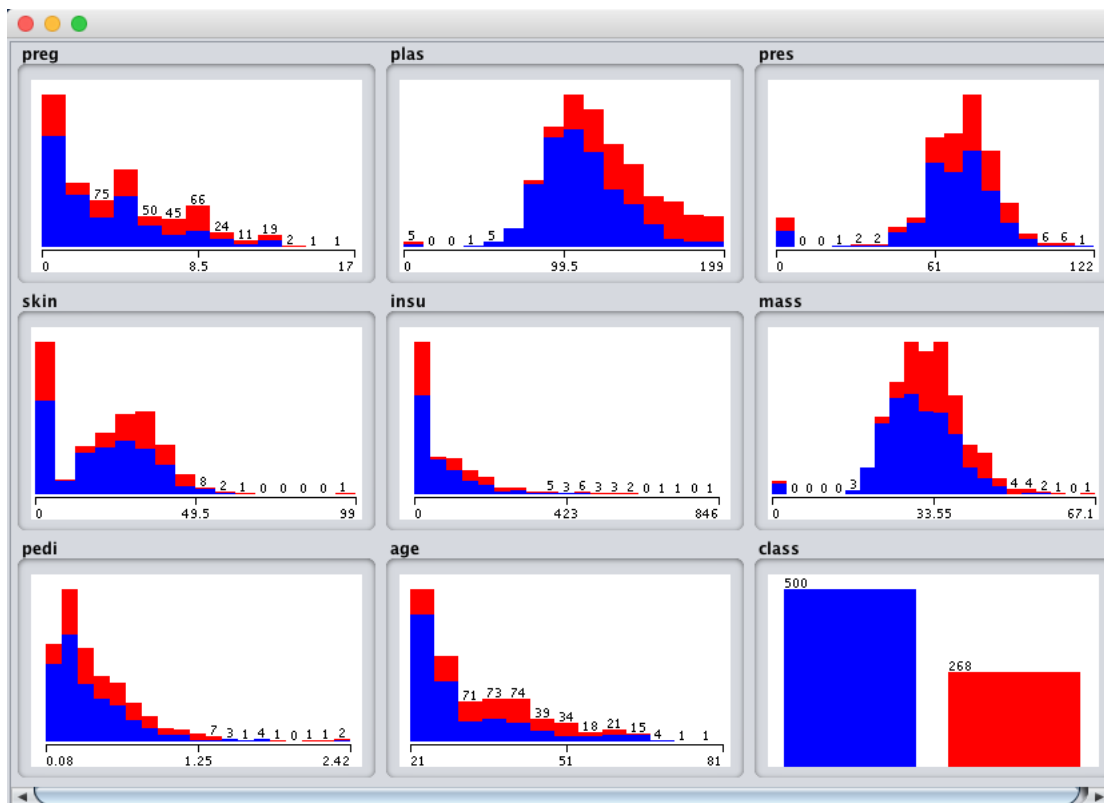 preg
75
50 45 66 24 11 19 2 1 1
0 8.5 17
plas
5 0 0 1 5
0 99.5 199
pres
0 0 1 2 2 6 6 1
0 61 122
skin
8 2 1 0 0 0 0 1
0 49.5 99
insu
5 3 6 3 3 2 0 1 1 0 1
0 423 846
mass
0 0 0 0 3 4 4 2 1 0 1
0 33.55 67.1
pedi
7 3 1 4 1 0 1 1 2
0.08 1.25 2.42
age
71 73 74 39 34 18 21 15 4 1 1
21 51 81
class
500
268